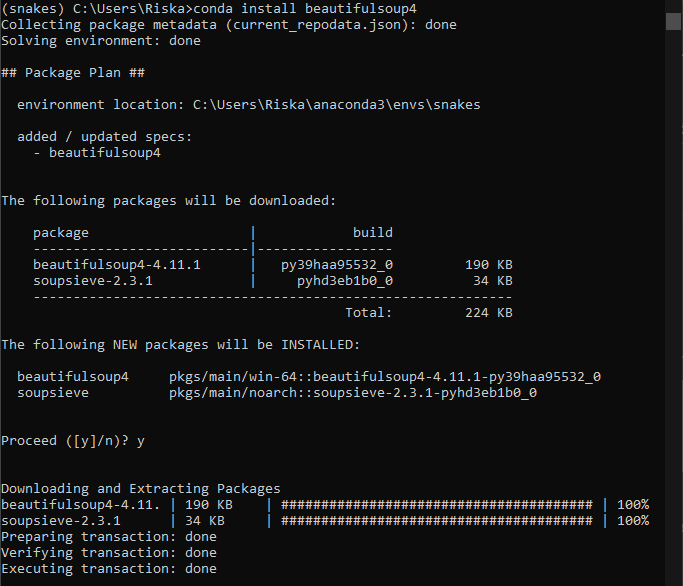 (snakes) C:\Users\Riska>conda install beautifulsoup4
Collecting package metadata (current_repodata.json): done
Solving environment: done
## Package Plan ##
environment location: C:\Users\Riska\anaconda3\envs\snakes
added / updated specs:
- beautifulsoup4
The following packages will be downloaded:
package | build
---------------------------|-----------------
beautifulsoup4-4.11.1 | py39haa95532_0 190 KB
soupsieve-2.3.1 | pyhd3eb1b0_0 34 KB
------------------------------------------------------------
Total: 224 KB
The following NEW packages will be INSTALLED:
beautifulsoup4 pkgs/main/win-64::beautifulsoup4-4.11.1-py39haa95532_0
soupsieve pkgs/main/noarch::soupsieve-2.3.1-pyhd3eb1b0_0
Proceed ([y]/n)? y
Downloading and Extracting Packages
beautifulsoup4-4.11. | 190 KB | ####################################### | 100%
soupsieve-2.3.1 | 34 KB | ####################################### | 100%
Preparing transaction: done
Verifying transaction: done
Executing transaction: done